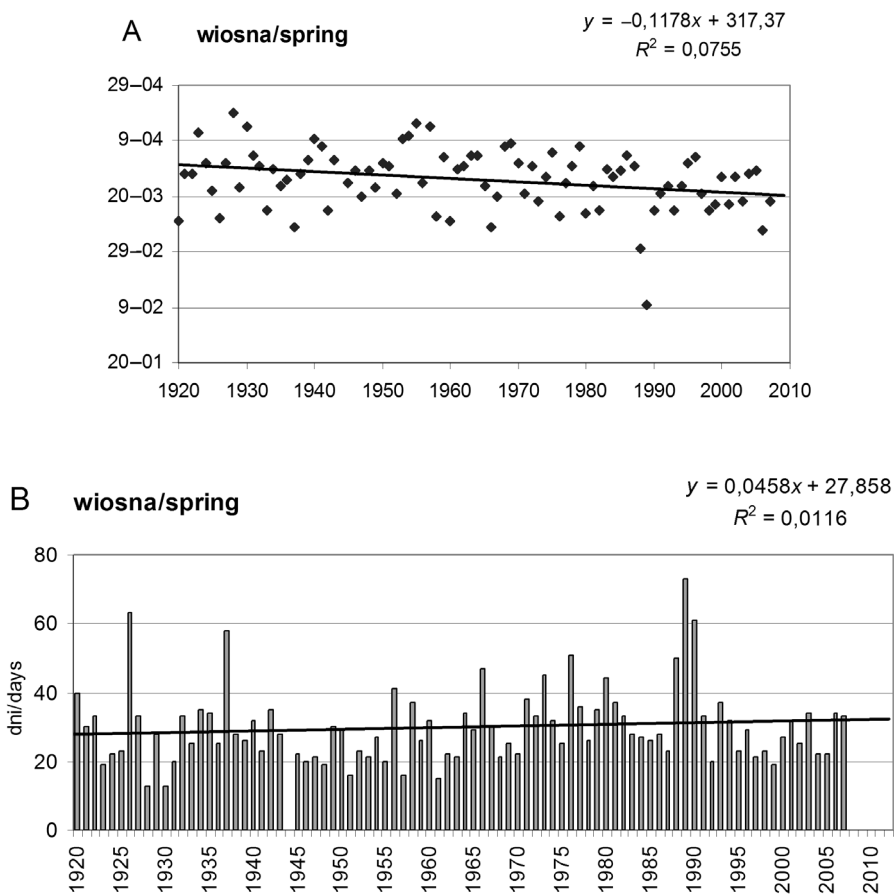 A wiosna/spring
y = –0,1178x + 317,37
R² = 0,0755
29–04
9–04
20–03
29–02
9–02
20–01
1920 1930 1940 1950 1960 1970 1980 1990 2000 2010
B wiosna/spring
y = 0,0458x + 27,858
R² = 0,0116
dni/days
80
60
40
20
0
1920 1925 1930 1935 1940 1945 1950 1955 1960 1965 1970 1975 1980 1985 1990 1995 2000 2005 2010